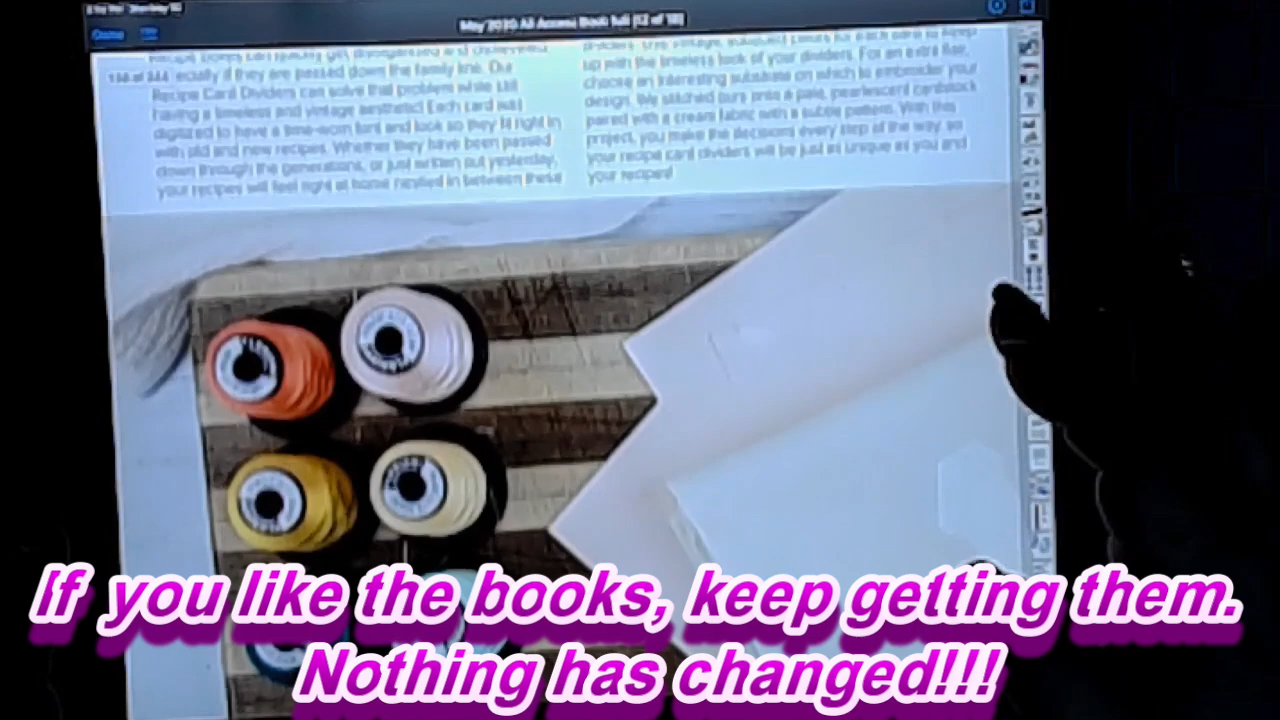 May 2020 All Access Book full (12 of 18)
Done
ecially if they are passed down the family line. Our
Recipe Card Dividers can solve that problem while still
having a timeless and vintage aesthetic! Each card was
digitized to have a time-worn font and look so they fit right in
with old and new recipes. Whether they have been passed
down through the generations, or just written out yesterday,
your recipes will feel right at home nestled in between these
up with the timeless look of your dividers. For an extra flair,
choose an interesting substrate on which to embroider your
design. We stitched ours onto a pale, pearlescent cardstock
paired with a cream fabric with a subtle pattern. With this
project, you make the decisions every step of the way, so
your recipe card dividers will be just as unique as you and
your recipes!
If you like the books, keep getting them.
Nothing has changed!!!